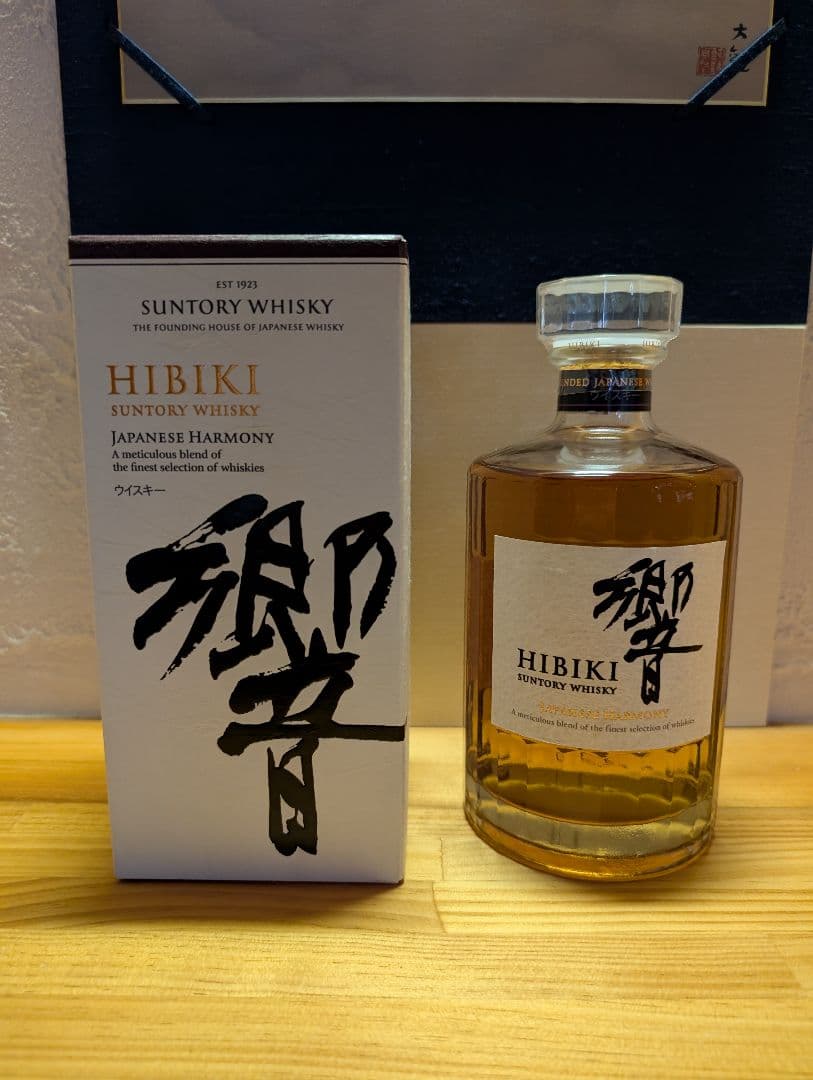 EST 1923
SUNTORY WHISKY
THE FOUNDING HOUSE OF JAPANESE WHISKY
HIBIKI
SUNTORY WHISKY
JAPANESE HARMONY
A meticulous blend of
the finest selection of whiskies
ウイスキー
響
HIBIKI
JAPANESE
ウイスキー
響
HIBIKI
SUNTORY WHISKY
JAPANESE HARMONY
A meticulous blend of the finest selection of whiskies